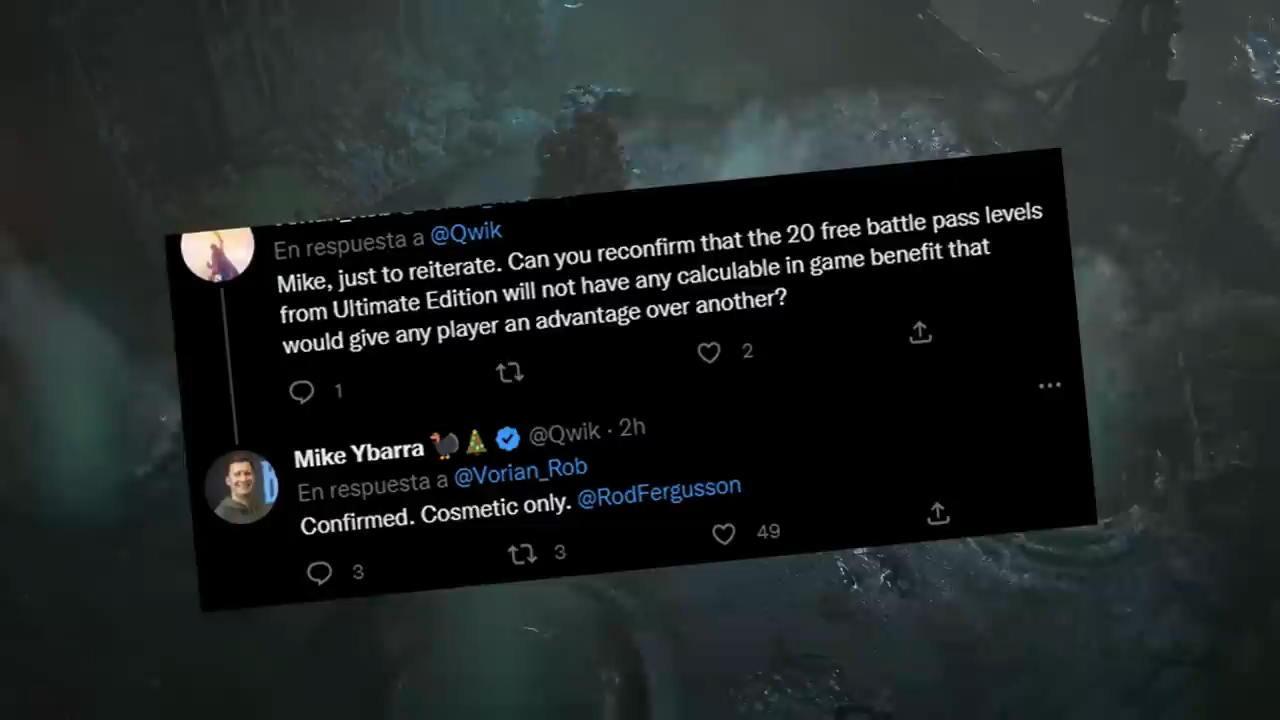 En respuesta a @Qwik
Mike, just to reiterate. Can you reconfirm that the 20 free battle pass levels
from Ultimate Edition will not have any calculable in game benefit that
would give any player an advantage over another?
1
2
Mike Ybarra @Qwik · 2h
En respuesta a @Vorian_Rob
Confirmed. Cosmetic only. @RodFergusson
3
3
49